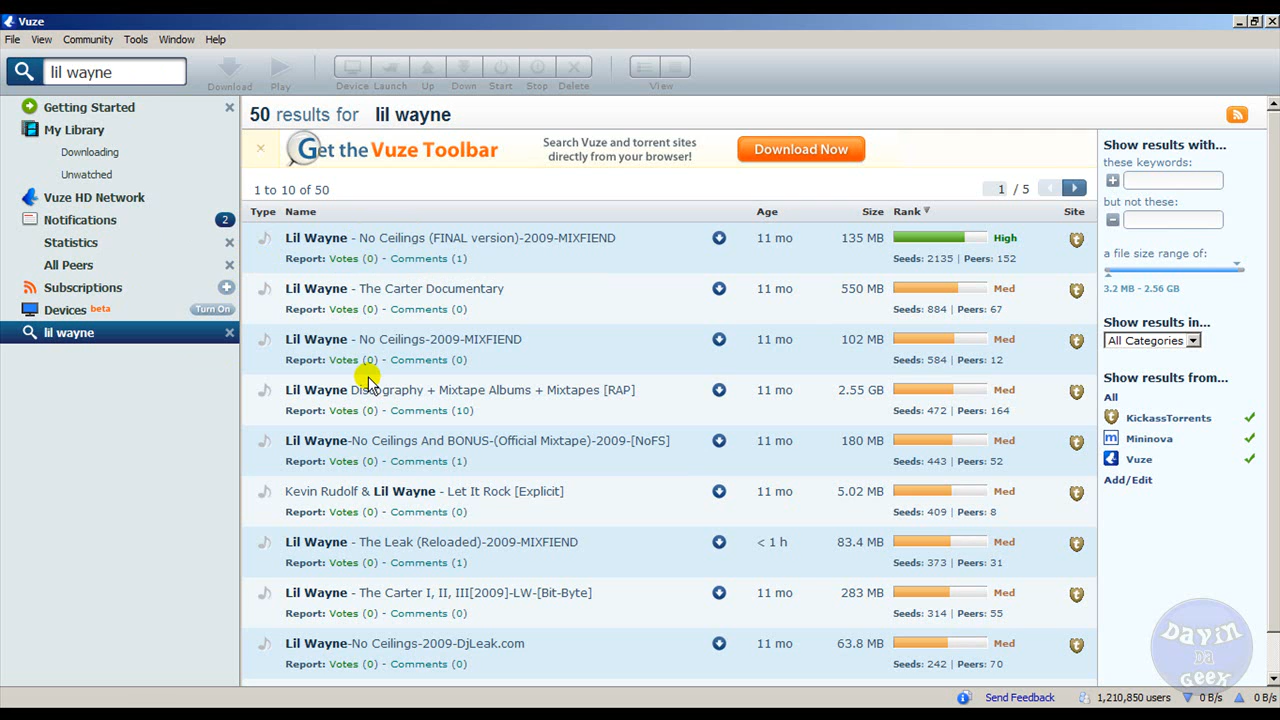 Vuze
File View Community Tools Window Help
lil wayne
Download Play Device Launch Up Down Start Stop Delete View
Getting Started
My Library
Downloading
Unwatched
Vuze HD Network
Notifications 2
Statistics
All Peers
Subscriptions
Devices beta Turn On
lil wayne
50 results for lil wayne
Get the Vuze Toolbar
Search Vuze and torrent sites
directly from your browser!
Download Now
1 to 10 of 50
1 / 5
Type Name Age Size Rank Site
Lil Wayne - No Ceilings (FINAL version)-2009-MIXFIEND 11 mo 135 MB High
Report: Votes (0) - Comments (1) Seeds: 2135 | Peers: 152
Lil Wayne - The Carter Documentary 11 mo 550 MB Med
Report: Votes (0) - Comments (0) Seeds: 884 | Peers: 67
Lil Wayne - No Ceilings-2009-MIXFIEND 11 mo 102 MB Med
Report: Votes (0) - Comments (0) Seeds: 584 | Peers: 12
Lil Wayne Discography + Mixtape Albums + Mixtapes [RAP] 11 mo 2.55 GB Med
Report: Votes (0) - Comments (10) Seeds: 472 | Peers: 164
Lil Wayne-No Ceilings And BONUS-(Official Mixtape)-2009-[NoFS] 11 mo 180 MB Med
Report: Votes (0) - Comments (1) Seeds: 443 | Peers: 52
Kevin Rudolf & Lil Wayne - Let It Rock [Explicit] 11 mo 5.02 MB Med
Report: Votes (0) - Comments (0) Seeds: 409 | Peers: 8
Lil Wayne - The Leak (Reloaded)-2009-MIXFIEND < 1 h 83.4 MB Med
Report: Votes (0) - Comments (1) Seeds: 373 | Peers: 31
Lil Wayne - The Carter I, II, III[2009]-LW-[Bit-Byte] 11 mo 283 MB Med
Report: Votes (0) - Comments (0) Seeds: 314 | Peers: 55
Lil Wayne-No Ceilings-2009-DjLeak.com 11 mo 63.8 MB Med
Report: Votes (0) - Comments (0) Seeds: 242 | Peers: 70
Show results with...
these keywords:
but not these:
a file size range of:
3.2 MB - 2.56 GB
Show results in...
All Categories
Show results from...
All
KickassTorrents
Mininova
Vuze
Add/Edit
Davin
Da
Geek
Send Feedback 1,210,850 users 0 B/s 0 B/s